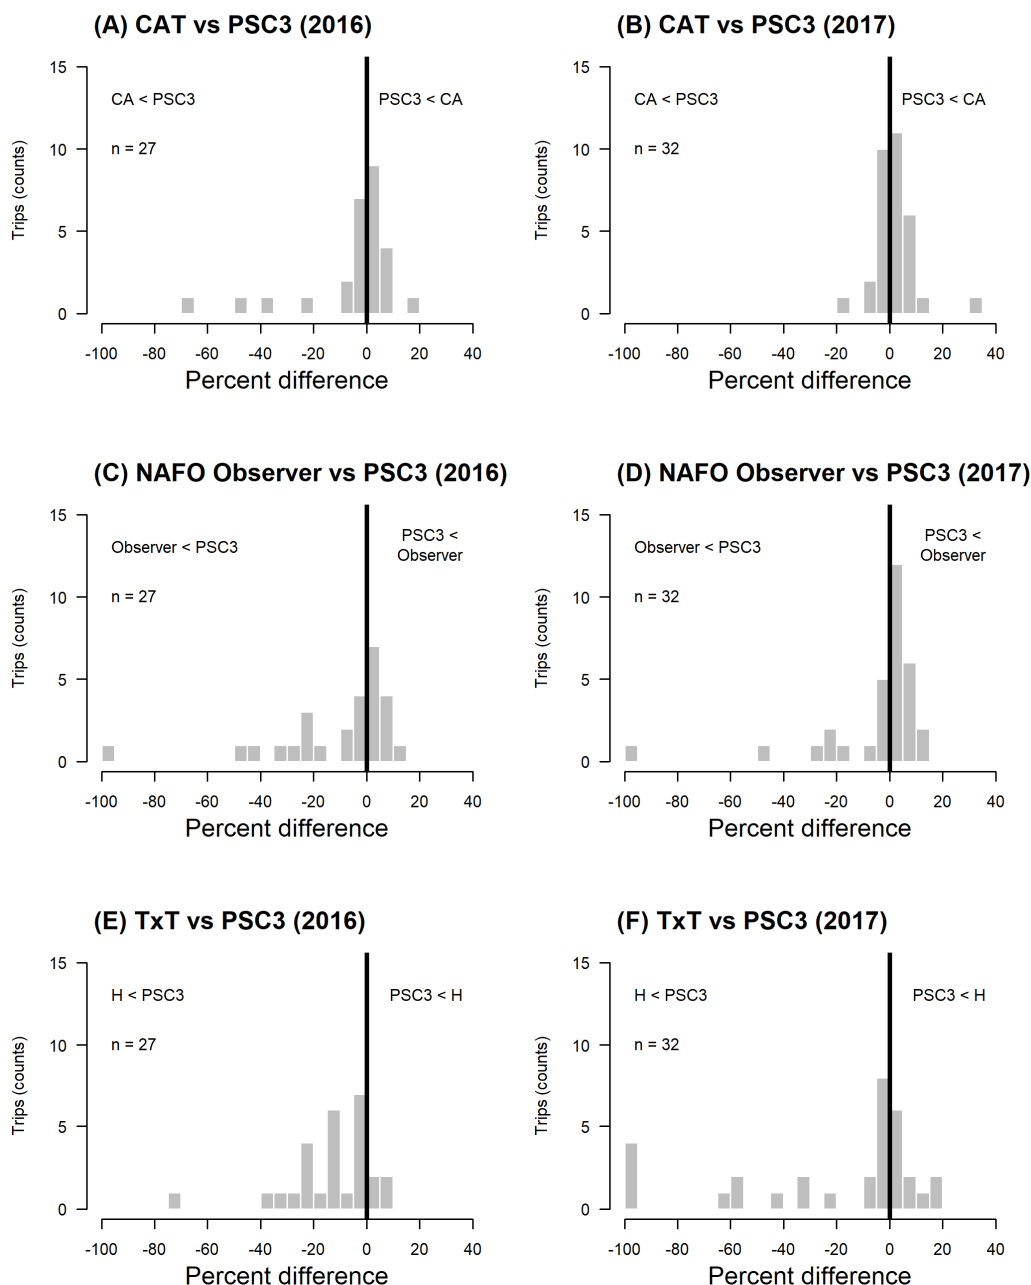 (A) CAT vs PSC3 (2016)
15
10
5
0
Trips (counts)
CA < PSC3
PSC3 < CA
n = 27
-100 -80 -60 -40 -20 0 20 40
Percent difference
(B) CAT vs PSC3 (2017)
15
10
5
0
Trips (counts)
CA < PSC3
PSC3 < CA
n = 32
-100 -80 -60 -40 -20 0 20 40
Percent difference
(C) NAFO Observer vs PSC3 (2016)
15
10
5
0
Trips (counts)
Observer < PSC3
PSC3 <
Observer
n = 27
-100 -80 -60 -40 -20 0 20 40
Percent difference
(D) NAFO Observer vs PSC3 (2017)
15
10
5
0
Trips (counts)
Observer < PSC3
PSC3 <
Observer
n = 32
-100 -80 -60 -40 -20 0 20 40
Percent difference
(E) TxT vs PSC3 (2016)
15
10
5
0
Trips (counts)
H < PSC3
PSC3 < H
n = 27
-100 -80 -60 -40 -20 0 20 40
Percent difference
(F) TxT vs PSC3 (2017)
15
10
5
0
Trips (counts)
H < PSC3
PSC3 < H
n = 32
-100 -80 -60 -40 -20 0 20 40
Percent difference